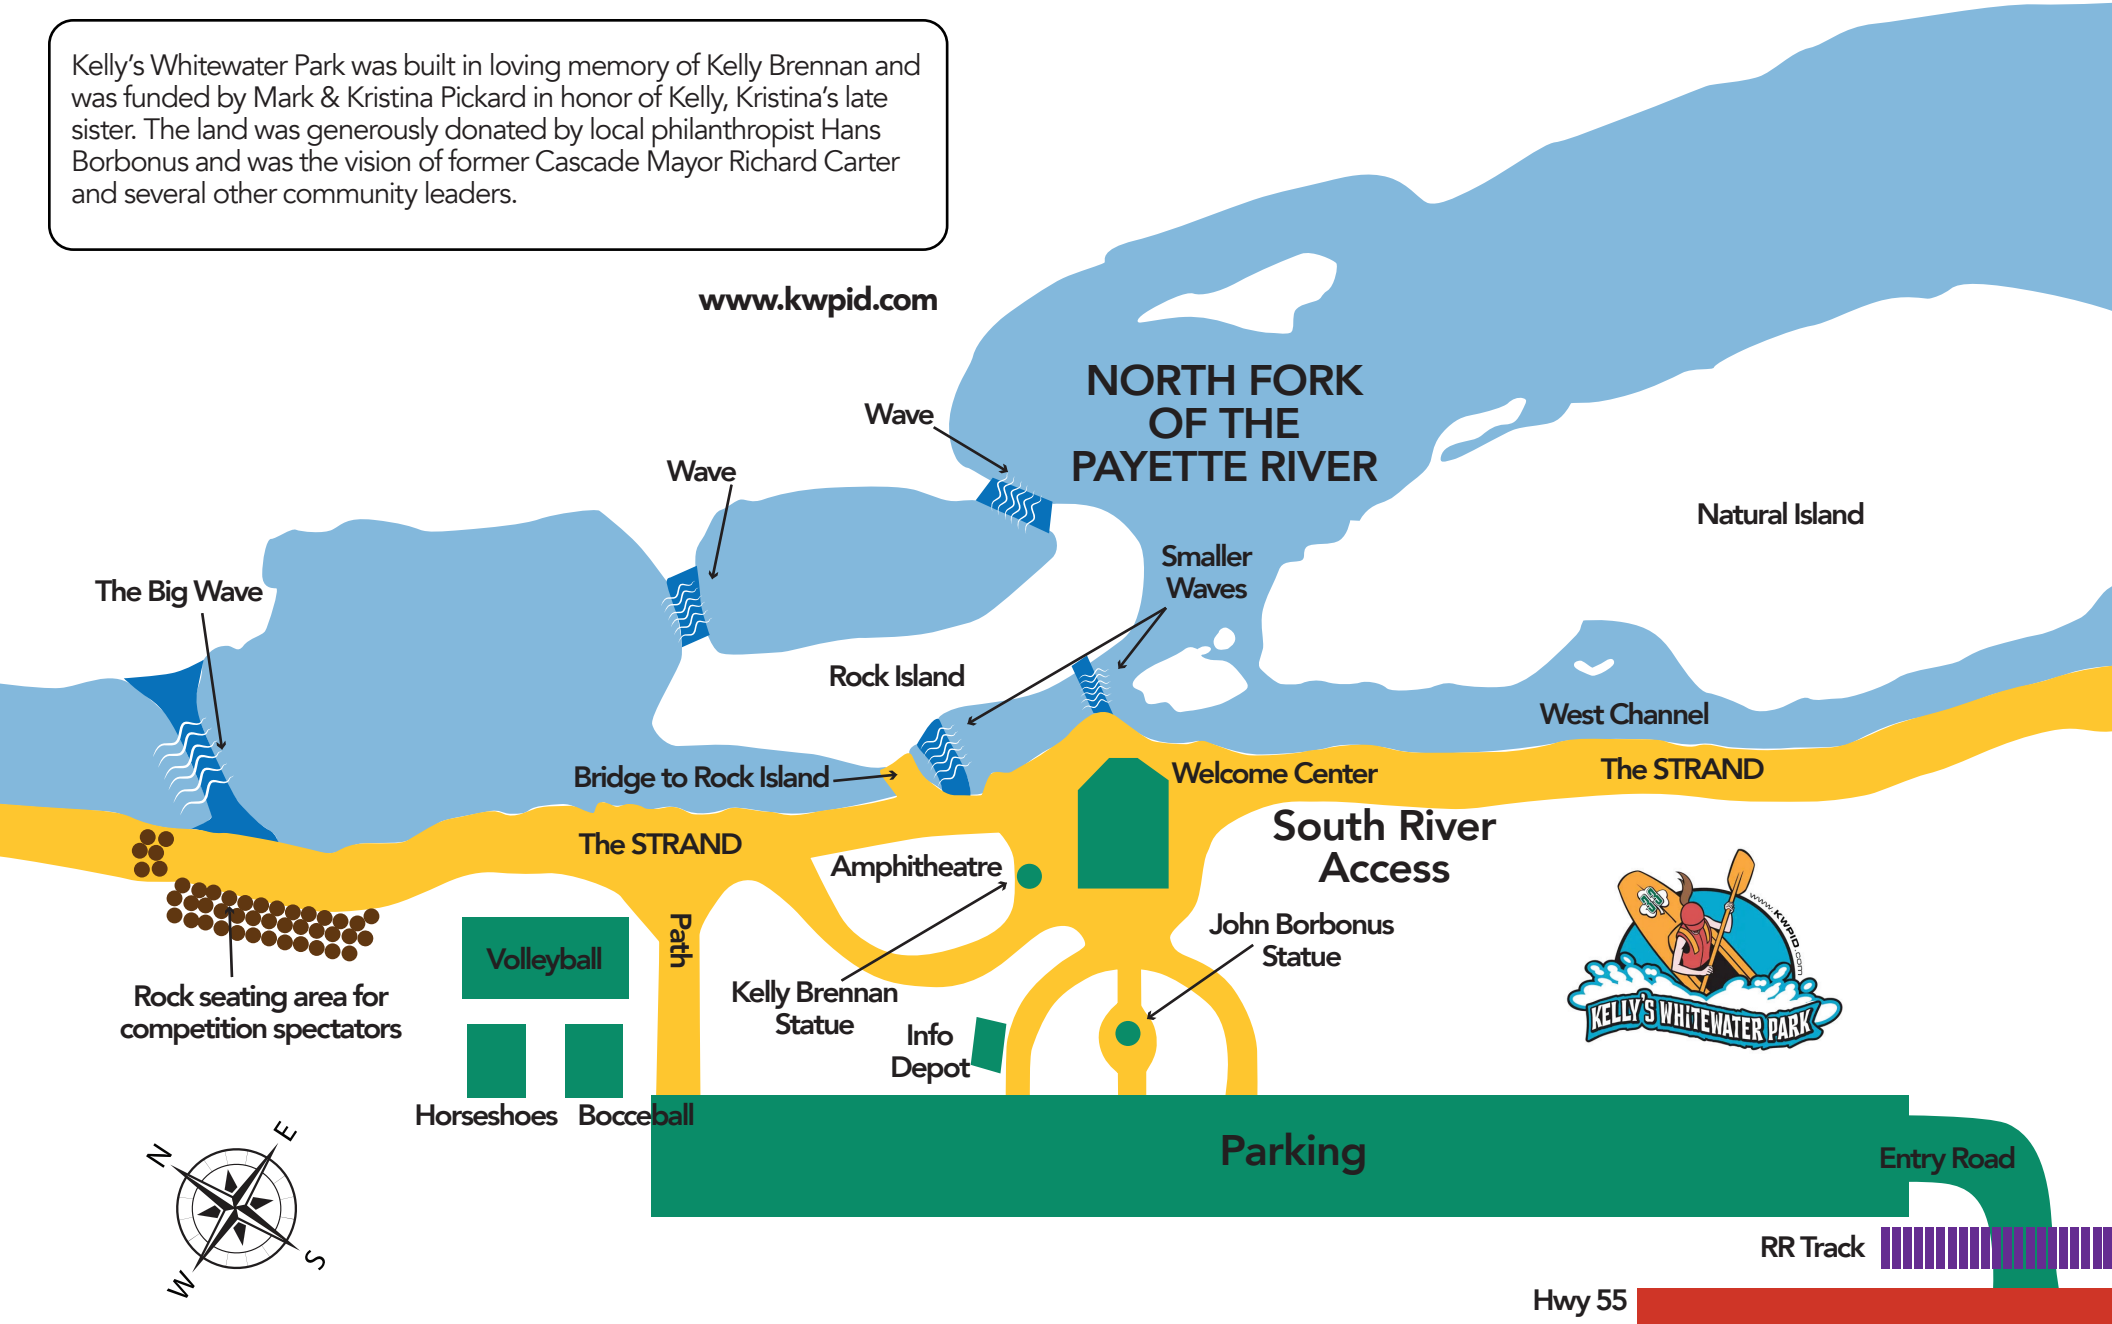 Kelly's Whitewater Park was built in loving memory of Kelly Brennan and
was funded by Mark & Kristina Pickard in honor of Kelly, Kristina's late
sister. The land was generously donated by local philanthropist Hans
Borbonus and was the vision of former Cascade Mayor Richard Carter
and several other community leaders.
www.kwpid.com
NORTH FORK
OF THE
PAYETTE RIVER
Wave
Wave
Natural Island
Smaller
Waves
The Big Wave
Rock Island
West Channel
Bridge to Rock Island
Welcome Center
The STRAND
The STRAND
South River
Access
Amphitheatre
John Borbonus
Statue
Path
Volleyball
Kelly Brennan
Statue
Rock seating area for
competition spectators
Info
Depot
www.KWPID.com
KELLY'S WHITEWATER PARK
Horseshoes
Bocceball
Parking
Entry Road
N
E
S
W
RR Track
Hwy 55